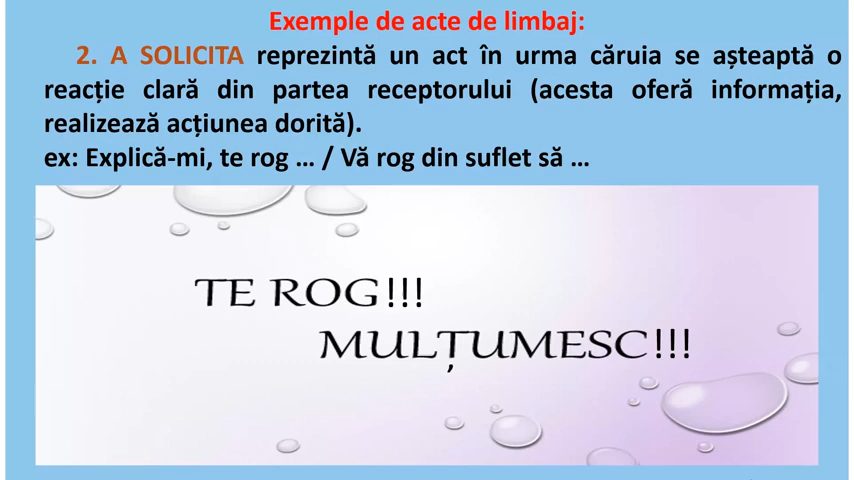 Exemple de acte de limbaj:
2. A SOLICITA reprezintă un act în urma căruia se așteaptă o
reacție clară din partea receptorului (acesta oferă informația,
realizează acțiunea dorită).
ex: Explică-mi, te rog … / Vă rog din suflet să …
TE ROG!!!
MULȚUMESC!!!